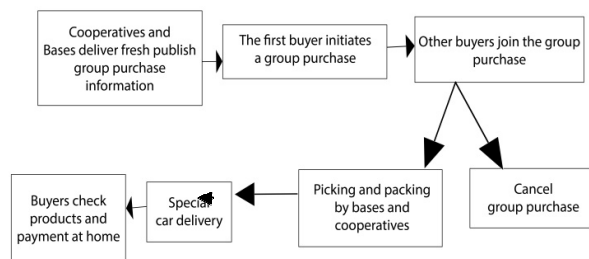 Cooperatives and
Bases deliver fresh publish
group purchase
information
The first buyer initiates
a group purchase
Other buyers join the group
purchase
Cancel
group purchase
Picking and packing
by bases and
cooperatives
Special
car delivery
Buyers check
products and
payment at home